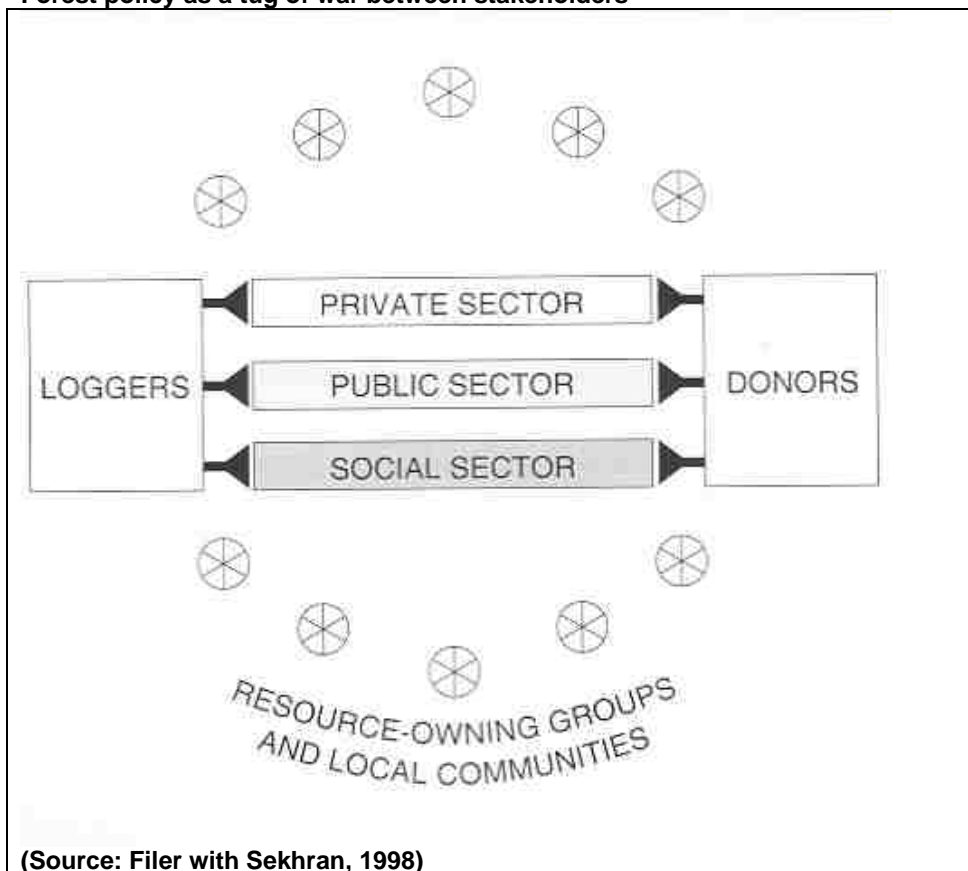 Forest policy as a tug of war between stakeholders
PRIVATE SECTOR
LOGGERS
PUBLIC SECTOR
DONORS
SOCIAL SECTOR
RESOURCE-OWNING GROUPS
AND LOCAL COMMUNITIES
(Source: Filer with Sekhran, 1998)